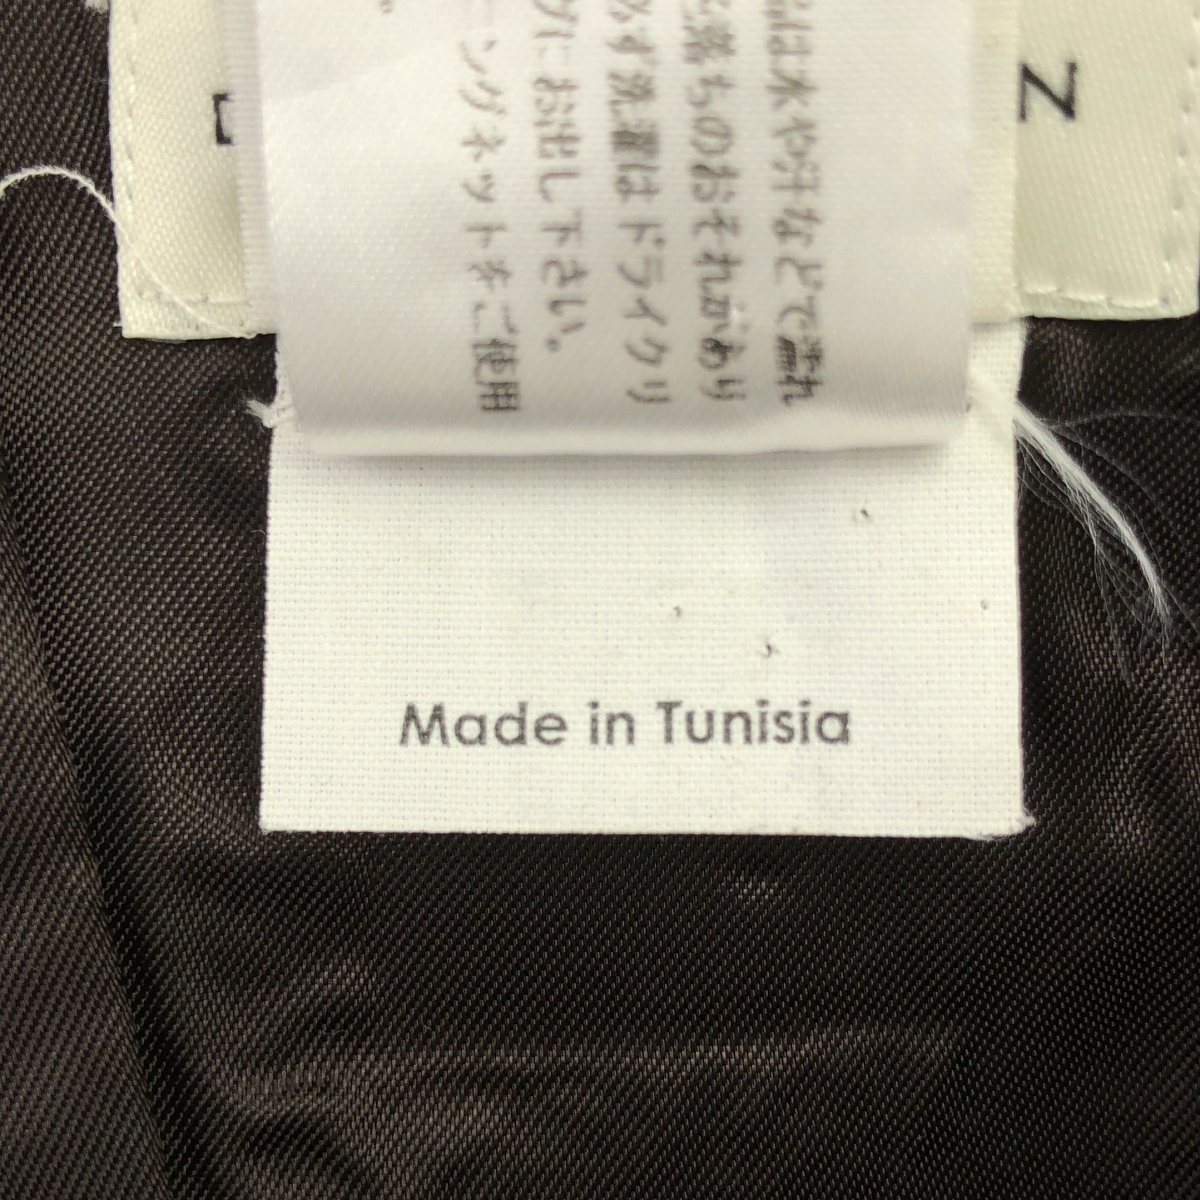 は水や汗などで濡れ
落ちのおそれがあり
ず洗濯はドライクリ
グにお出し下さい。
ングネットをご使用
。
N
Made in Tunisia